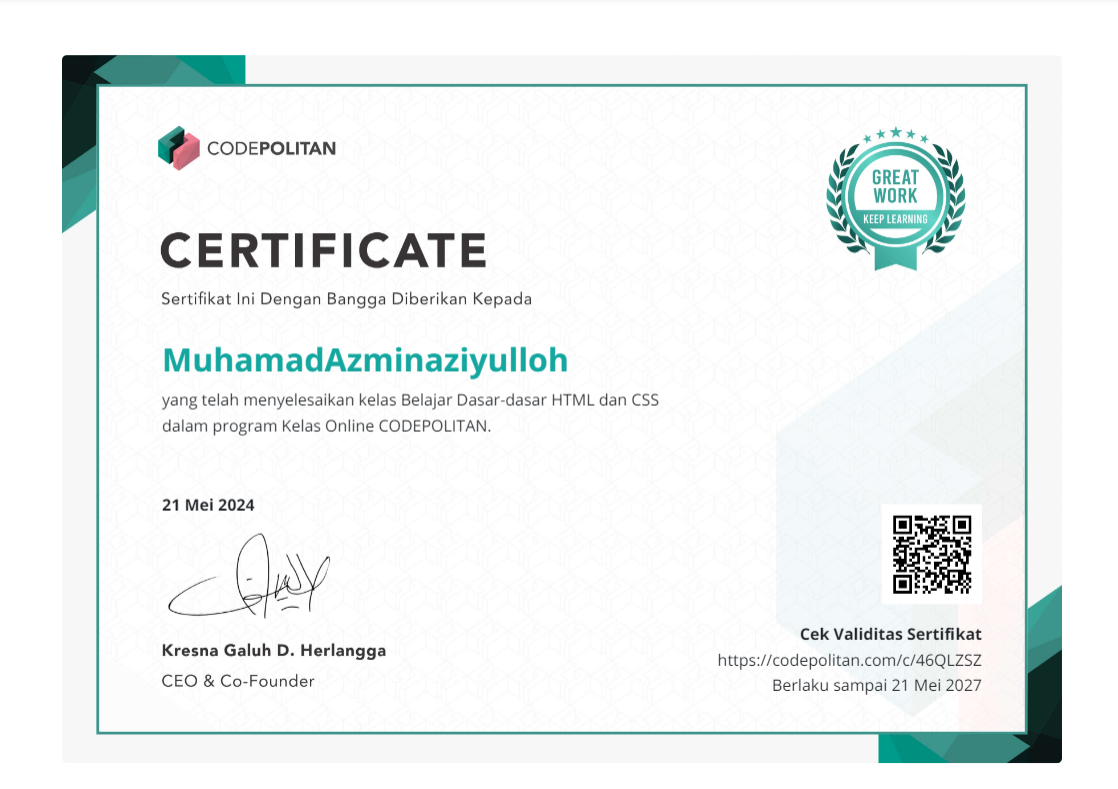 CODEPOLITAN
GREAT
WORK
KEEP LEARNING
CERTIFICATE
Sertifikat Ini Dengan Bangga Diberikan Kepada
MuhamadAzminaziyulloh
yang telah menyelesaikan kelas Belajar Dasar-dasar HTML dan CSS
dalam program Kelas Online CODEPOLITAN.
21 Mei 2024
Kresna Galuh D. Herlangga
CEO & Co-Founder
Cek Validitas Sertifikat
https://codepolitan.com/c/46QLZSZ
Berlaku sampai 21 Mei 2027